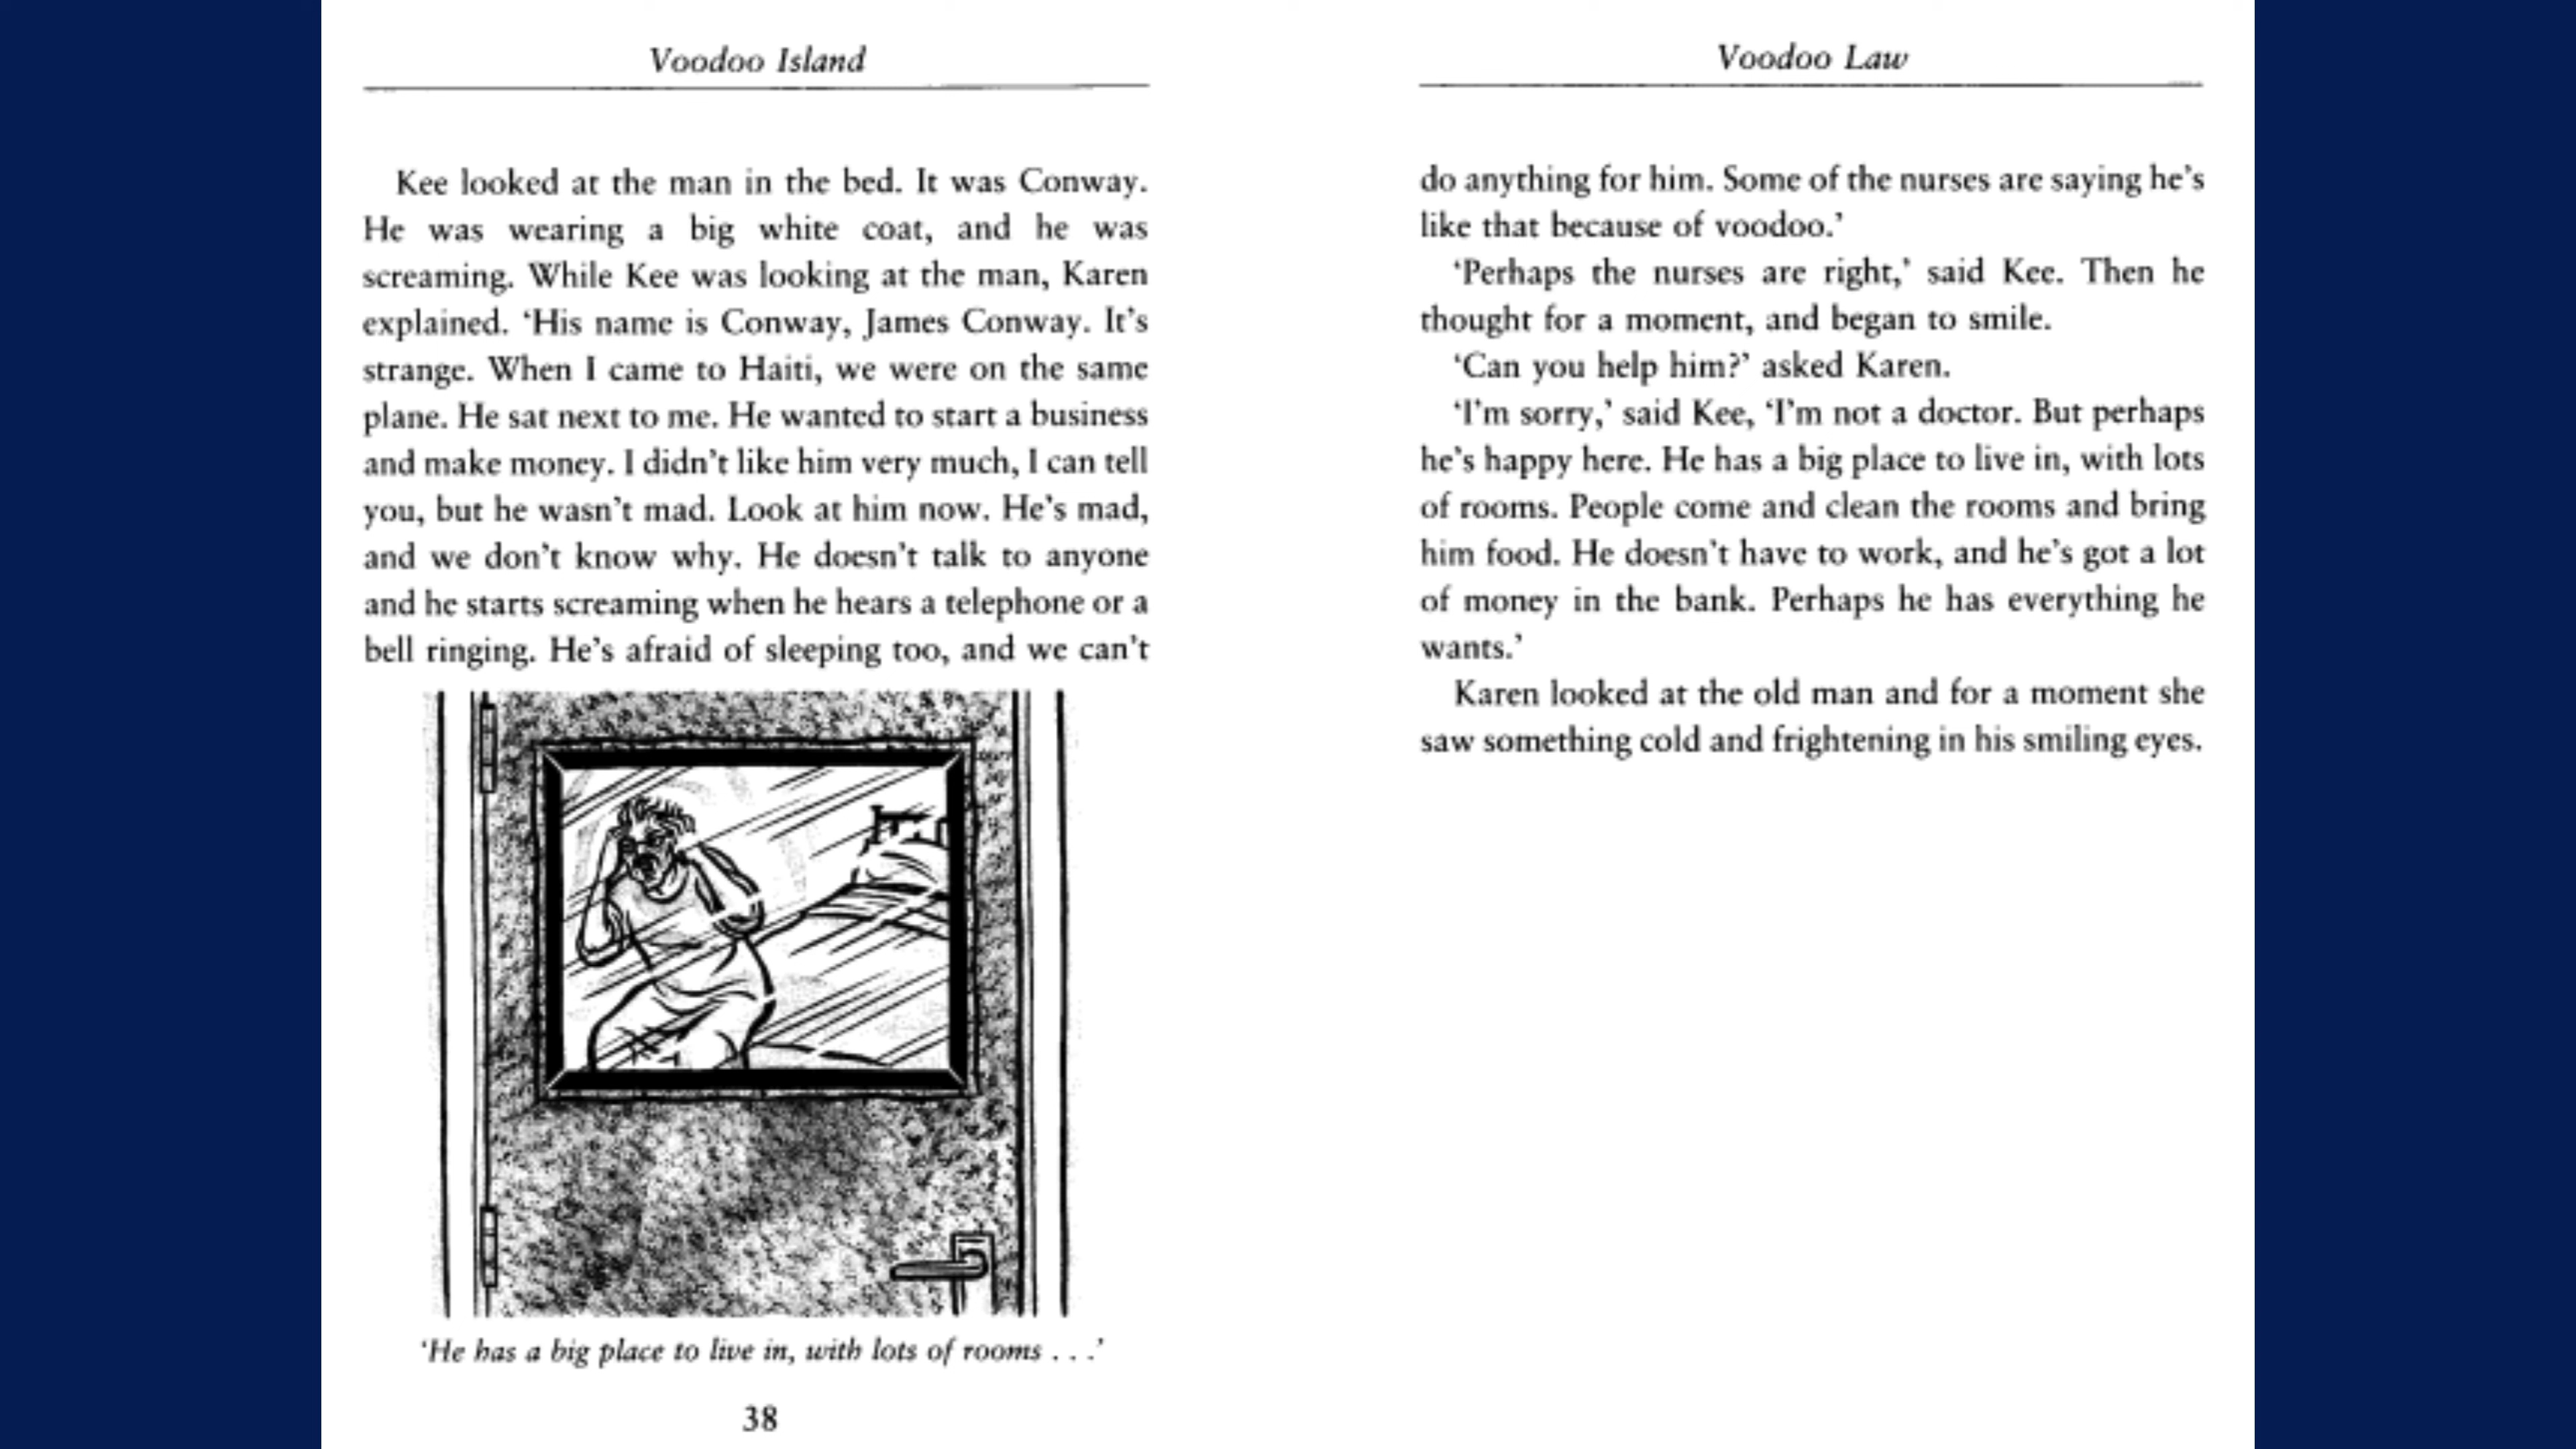 Voodoo Island
Kee looked at the man in the bed. It was Conway.
He was wearing a big white coat, and he was
screaming. While Kee was looking at the man, Karen
explained. ‘His name is Conway, James Conway. It’s
strange. When I came to Haiti, we were on the same
plane. He sat next to me. He wanted to start a business
and make money. I didn’t like him very much, I can tell
you, but he wasn’t mad. Look at him now. He’s mad,
and we don’t know why. He doesn’t talk to anyone
and he starts screaming when he hears a telephone or a
bell ringing. He’s afraid of sleeping too, and we can’t
‘He has a big place to live in, with lots of rooms . . .’
38
Voodoo Law
do anything for him. Some of the nurses are saying he’s
like that because of voodoo.’
‘Perhaps the nurses are right,’ said Kee. Then he
thought for a moment, and began to smile.
‘Can you help him?’ asked Karen.
‘I’m sorry,’ said Kee, ‘I’m not a doctor. But perhaps
he’s happy here. He has a big place to live in, with lots
of rooms. People come and clean the rooms and bring
him food. He doesn’t have to work, and he’s got a lot
of money in the bank. Perhaps he has everything he
wants.’
Karen looked at the old man and for a moment she
saw something cold and frightening in his smiling eyes.